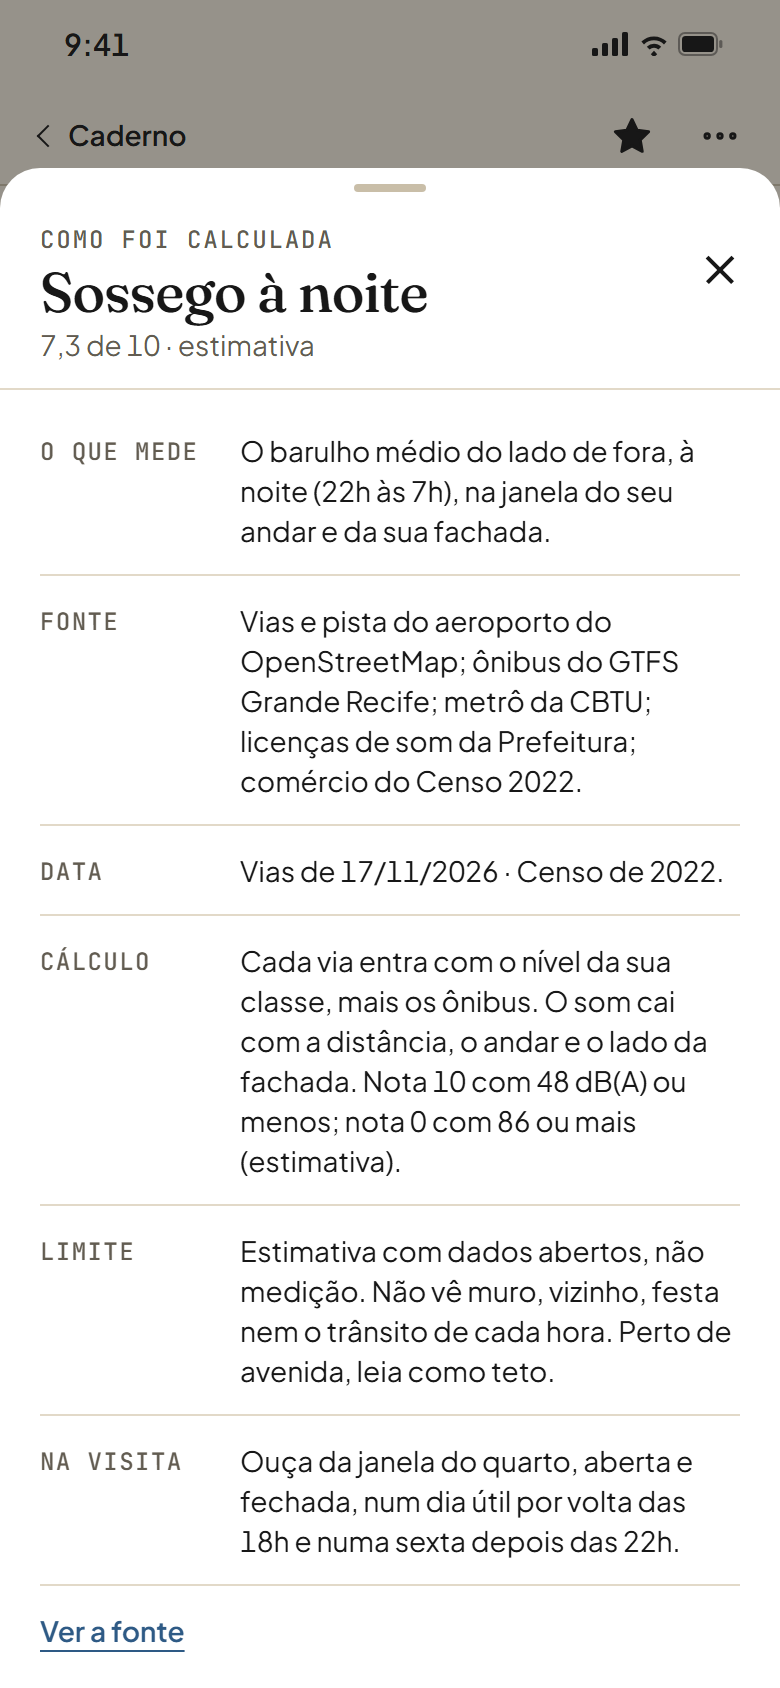 9:41
Caderno
COMO FOI CALCULADA
Sossego à noite
7,3 de 10 · estimativa
O QUE MEDE
O barulho médio do lado de fora, à
noite (22h às 7h), na janela do seu
andar e da sua fachada.
FONTE
Vias e pista do aeroporto do
OpenStreetMap; ônibus do GTFS
Grande Recife; metrô da CBTU;
licenças de som da Prefeitura;
comércio do Censo 2022.
DATA
Vias de 17/11/2026 · Censo de 2022.
CÁLCULO
Cada via entra com o nível da sua
classe, mais os ônibus. O som cai
com a distância, o andar e o lado da
fachada. Nota 10 com 48 dB(A) ou
menos; nota 0 com 86 ou mais
(estimativa).
LIMITE
Estimativa com dados abertos, não
medição. Não vê muro, vizinho, festa
nem o trânsito de cada hora. Perto de
avenida, leia como teto.
NA VISITA
Ouça da janela do quarto, aberta e
fechada, num dia útil por volta das
18h e numa sexta depois das 22h.
Ver a fonte